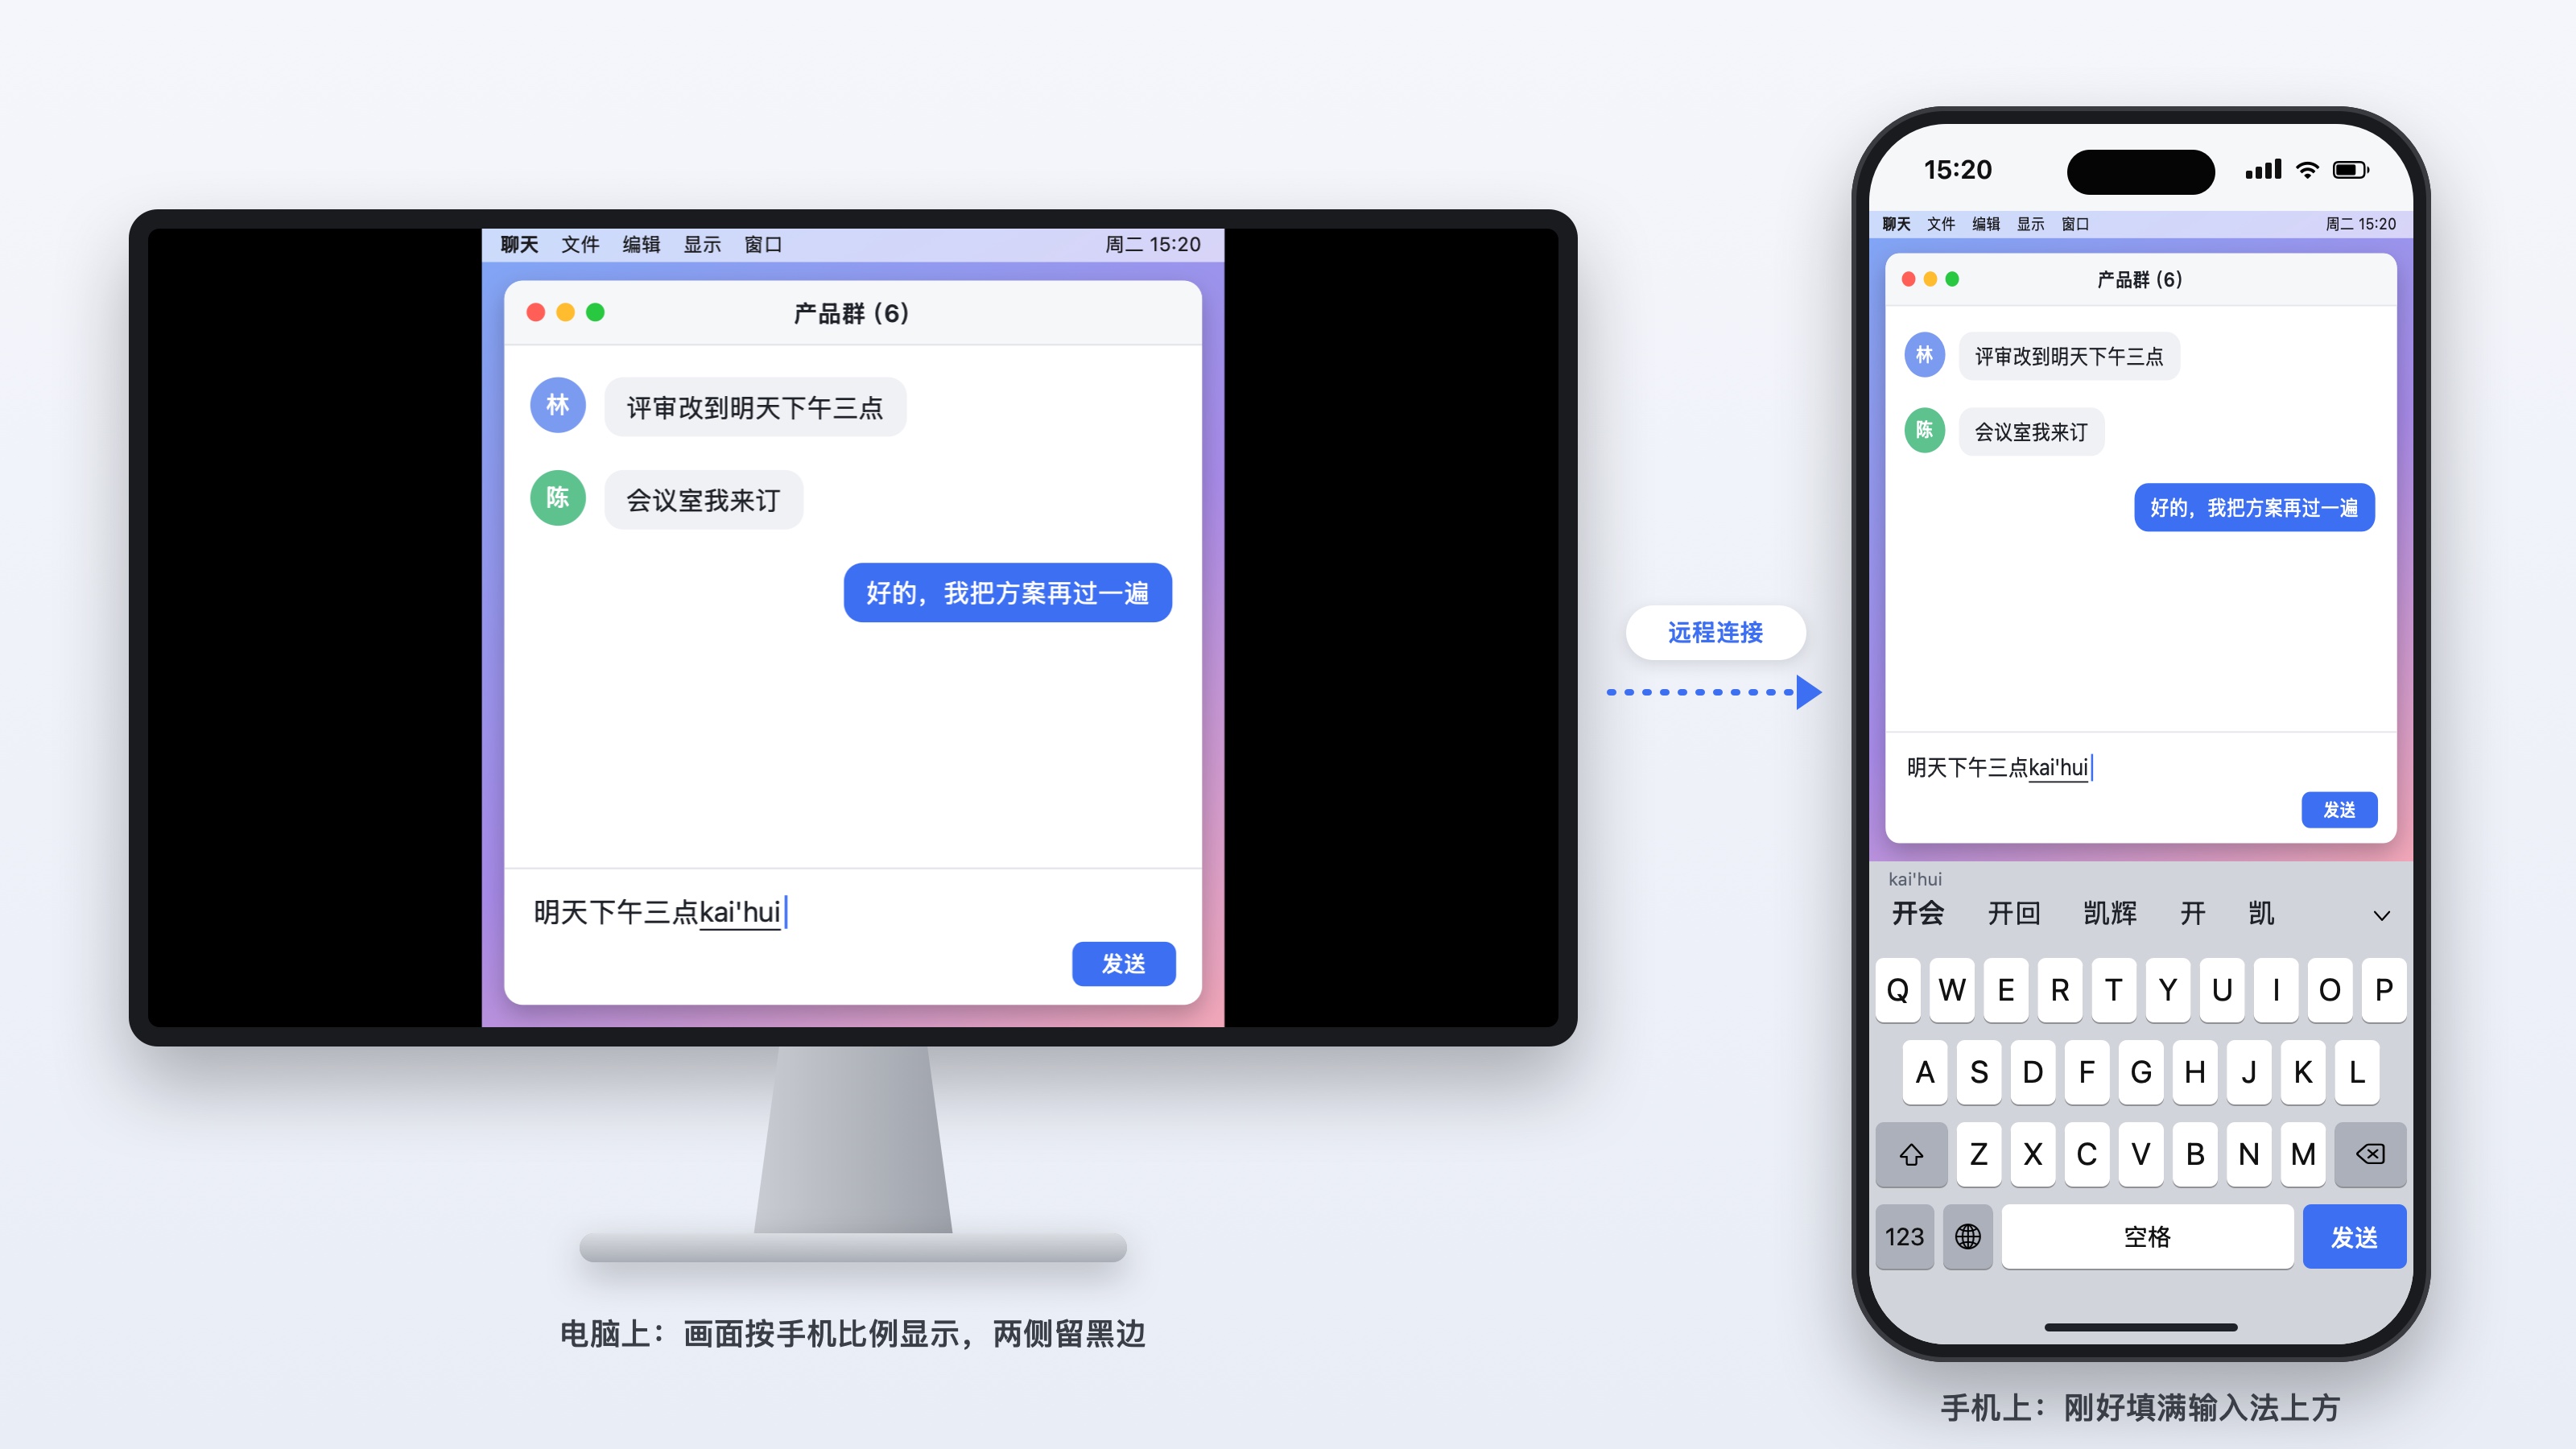 聊天 文件 编辑 显示 窗口 周二 15:20
产品群 (6)
林 评审改到明天下午三点
陈 会议室我来订
好的，我把方案再过一遍
明天下午三点kai'hui
发送
电脑上：画面按手机比例显示，两侧留黑边
远程连接
15:20
聊天 文件 编辑 显示 窗口 周二 15:20
产品群 (6)
林 评审改到明天下午三点
陈 会议室我来订
好的，我把方案再过一遍
明天下午三点kai'hui
发送
kai'hui
开会 开回 凯辉 开 凯
Q W E R T Y U I O P
A S D F G H J K L
Z X C V B N M
123 空格 发送
手机上：刚好填满输入法上方